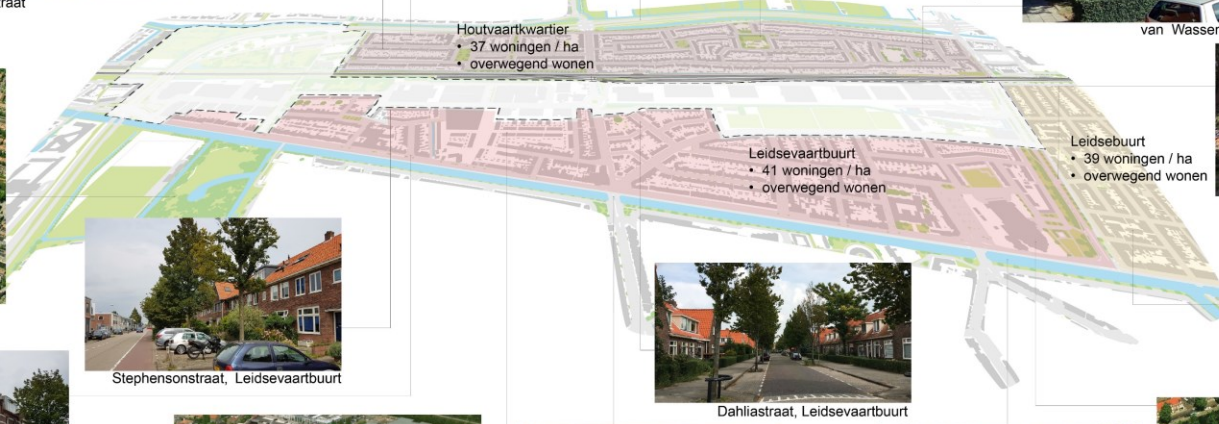 raat
Houtvaartkwartier
• 37 woningen / ha
• overwegend wonen
van Wassen
Leidsevaartbuurt
• 41 woningen / ha
• overwegend wonen
Leidsebuurt
• 39 woningen / ha
• overwegend wonen
Stephensonstraat, Leidsevaartbuurt
Dahliastraat, Leidsevaartbuurt